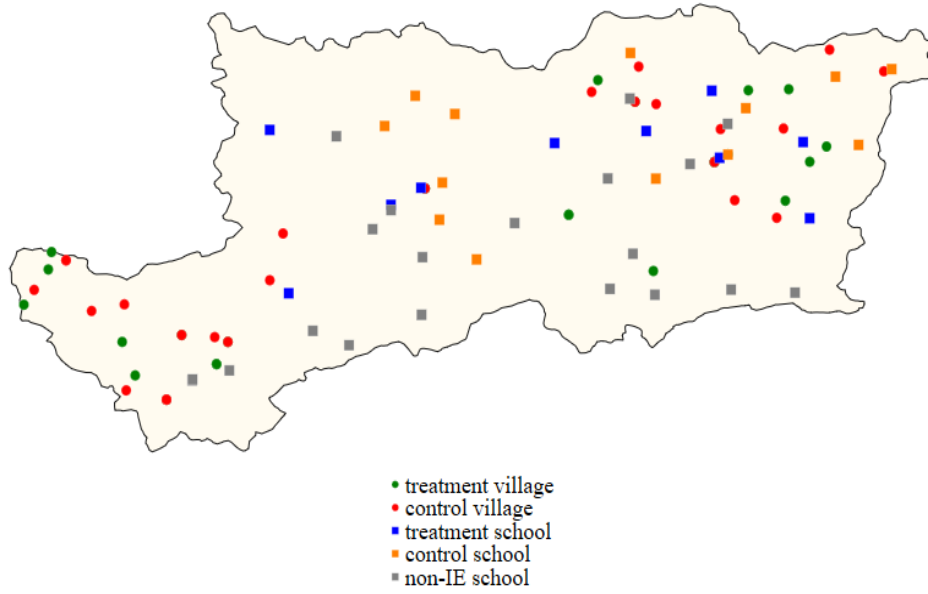 treatment village
control village
treatment school
control school
non-IE school